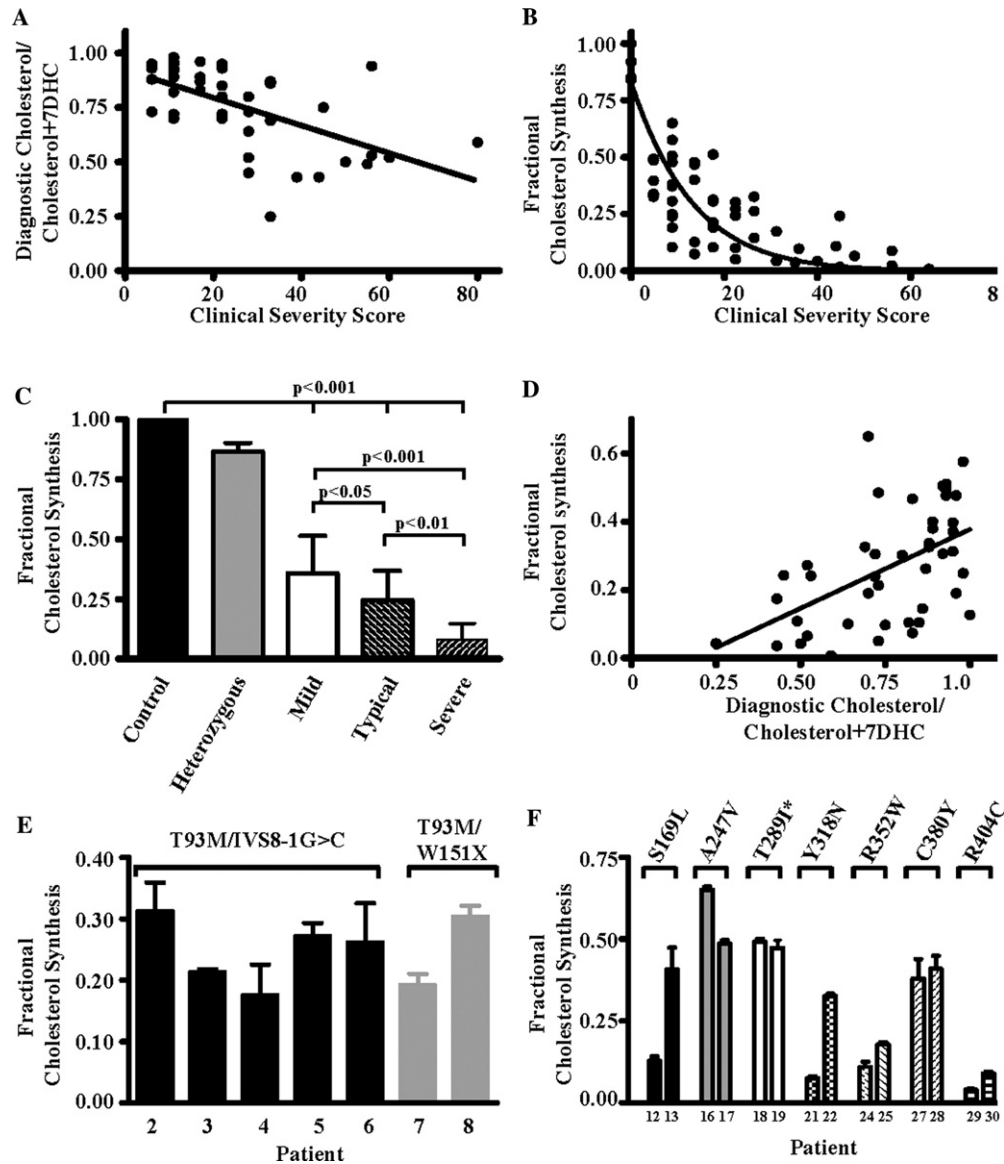 A
Diagnostic Cholesterol/
Cholesterol+7DHC
1.00
0.75
0.50
0.25
0.00
0 20 40 60 80
Clinical Severity Score
B
Fractional
Cholesterol Synthesis
1.00
0.75
0.50
0.25
0.00
0 20 40 60 8
Clinical Severity Score
C
Fractional
Cholesterol Synthesis
1.00
0.75
0.50
0.25
0.00
p<0.001
p<0.001
p<0.05
p<0.01
Control
Heterozygous
Mild
Typical
Severe
D
Fractional
Cholesterol synthesis
0.6
0.4
0.2
0.0
0 0.25 0.50 0.75 1.0
Diagnostic Cholesterol/
Cholesterol+7DHC
E
T93M/IVS8-1G>C
T93M/
W151X
Fractional
Cholesterol Synthesis
0.40
0.30
0.20
0.10
0.00
2 3 4 5 6 7 8
Patient
F
S169L
A247V
T289I*
Y318N
R352W
C380Y
R404C
Fractional
Cholesterol Synthesis
0.75
0.50
0.25
0.00
12 13 16 17 18 19 21 22 24 25 27 28 29 30
Patient